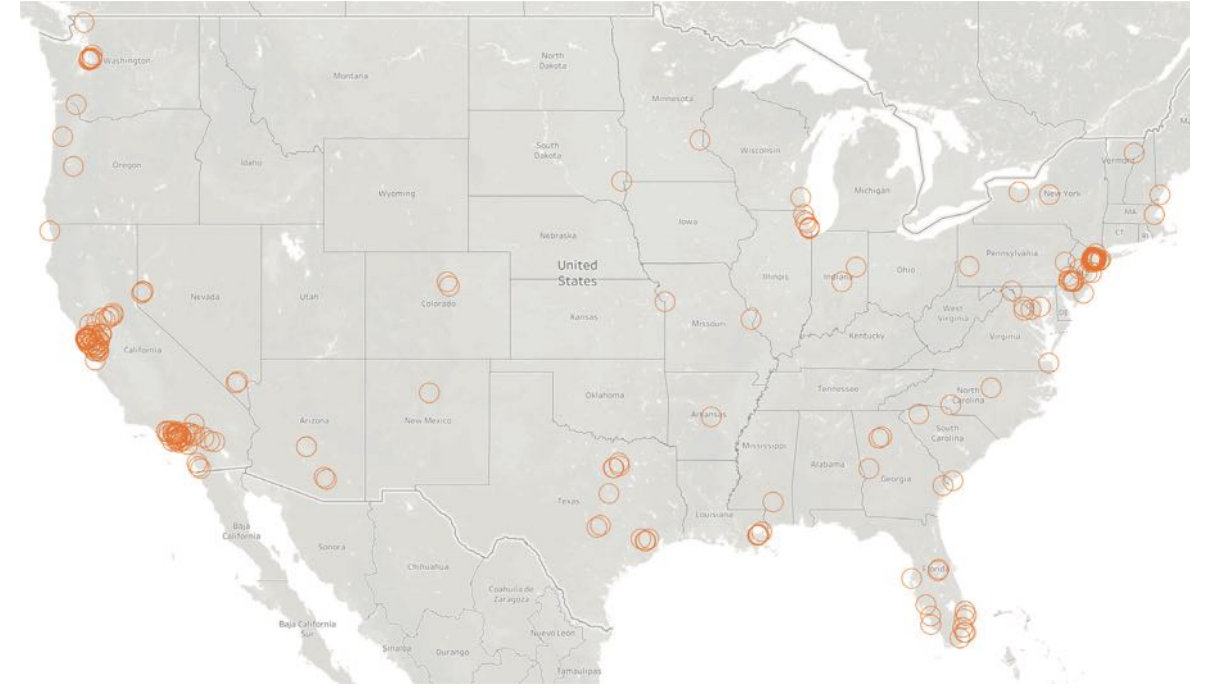 Washington
Montana
North
Dakota
Minnesota
Ma
Vermont
South
Dakota
Wisconsin
Oregon
Idaho
Wyoming
Michigan
New York
MA
Iowa
CT
RI
Nebraska
United
States
Pennsylvania
Nevada
Utah
Colorado
Illinois
Indiana
Ohio
Kansas
Missouri
West
Virginia
DE
Kentucky
Virginia
California
Tennessee
North
Carolina
Oklahoma
Arkansas
Arizona
New Mexico
South
Carolina
Mississippi
Alabama
Georgia
Texas
Louisiana
Baja
California
Sonora
Chihuahua
Florida
Coahuila de
Zaragoza
Baja California
Sur
Nuevo León
Sinaloa
Durango
Tamaulipas